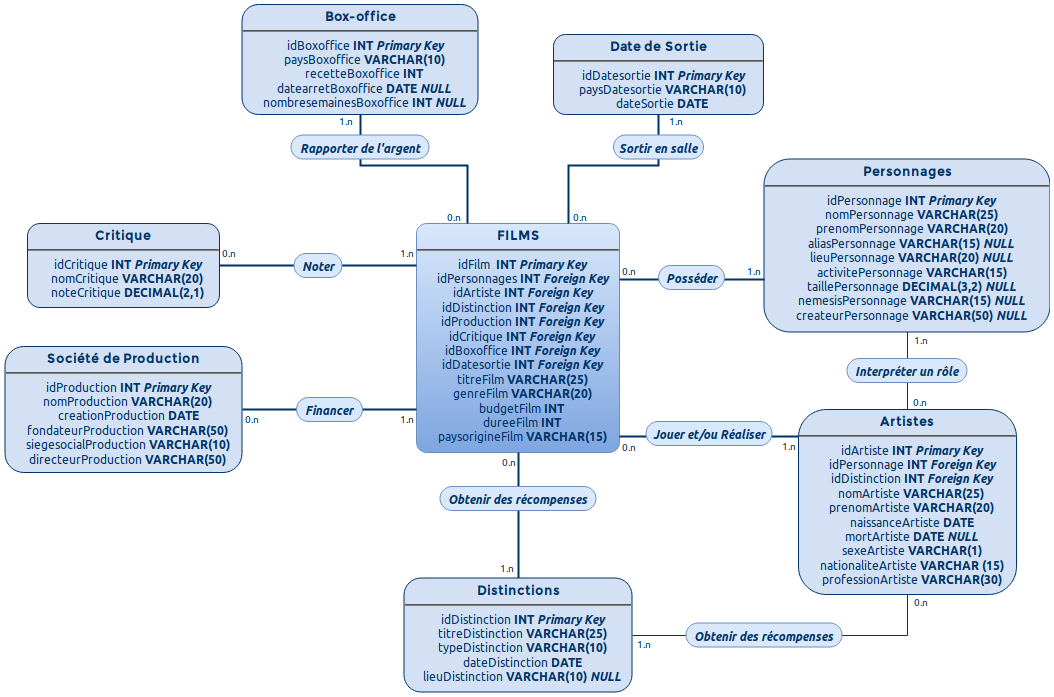 Box-office
idBoxoffice INT Primary Key
paysBoxoffice VARCHAR(10)
recetteBoxoffice INT
datearretBoxoffice DATE NULL
nombresemainesBoxoffice INT NULL
1.n
Rapporter de l'argent
0.n
Date de Sortie
idDatesortie INT Primary Key
paysDatesortie VARCHAR(10)
dateSortie DATE
1.n
Sortir en salle
0.n
Personnages
idPersonnage INT Primary Key
nomPersonnage VARCHAR(25)
prenomPersonnage VARCHAR(20)
aliasPersonnage VARCHAR(15) NULL
lieuPersonnage VARCHAR(20) NULL
activitePersonnage VARCHAR(15)
taillePersonnage DECIMAL(3,2) NULL
nemesisPersonnage VARCHAR(15) NULL
createurPersonnage VARCHAR(50) NULL
Critique
idCritique INT Primary Key
nomCritique VARCHAR(20)
noteCritique DECIMAL(2,1)
0.n
Noter
1.n
FILMS
idFilm INT Primary Key
idPersonnages INT Foreign Key
idArtiste INT Foreign Key
idDistinction INT Foreign Key
idProduction INT Foreign Key
idCritique INT Foreign Key
idBoxoffice INT Foreign Key
idDatesortie INT Foreign Key
titreFilm VARCHAR(25)
genreFilm VARCHAR(20)
budgetFilm INT
dureeFilm INT
paysorigineFilm VARCHAR(15)
0.n
Posséder
1.n
Société de Production
idProduction INT Primary Key
nomProduction VARCHAR(20)
creationProduction DATE
fondateurProduction VARCHAR(50)
siegesocialProduction VARCHAR(10)
directeurProduction VARCHAR(50)
0.n
Financer
1.n
1.n
Interpréter un rôle
0.n
Artistes
idArtiste INT Primary Key
idPersonnage INT Foreign Key
idDistinction INT Foreign Key
nomArtiste VARCHAR(25)
prenomArtiste VARCHAR(20)
naissanceArtiste DATE
mortArtiste DATE NULL
sexeArtiste VARCHAR(1)
nationaliteArtiste VARCHAR (15)
professionArtiste VARCHAR(30)
0.n
Jouer et/ou Réaliser
1.n
0.n
Obtenir des récompenses
1.n
Distinctions
idDistinction INT Primary Key
titreDistinction VARCHAR(25)
typeDistinction VARCHAR(10)
dateDistinction DATE
lieuDistinction VARCHAR(10) NULL
0.n
Obtenir des récompenses
1.n